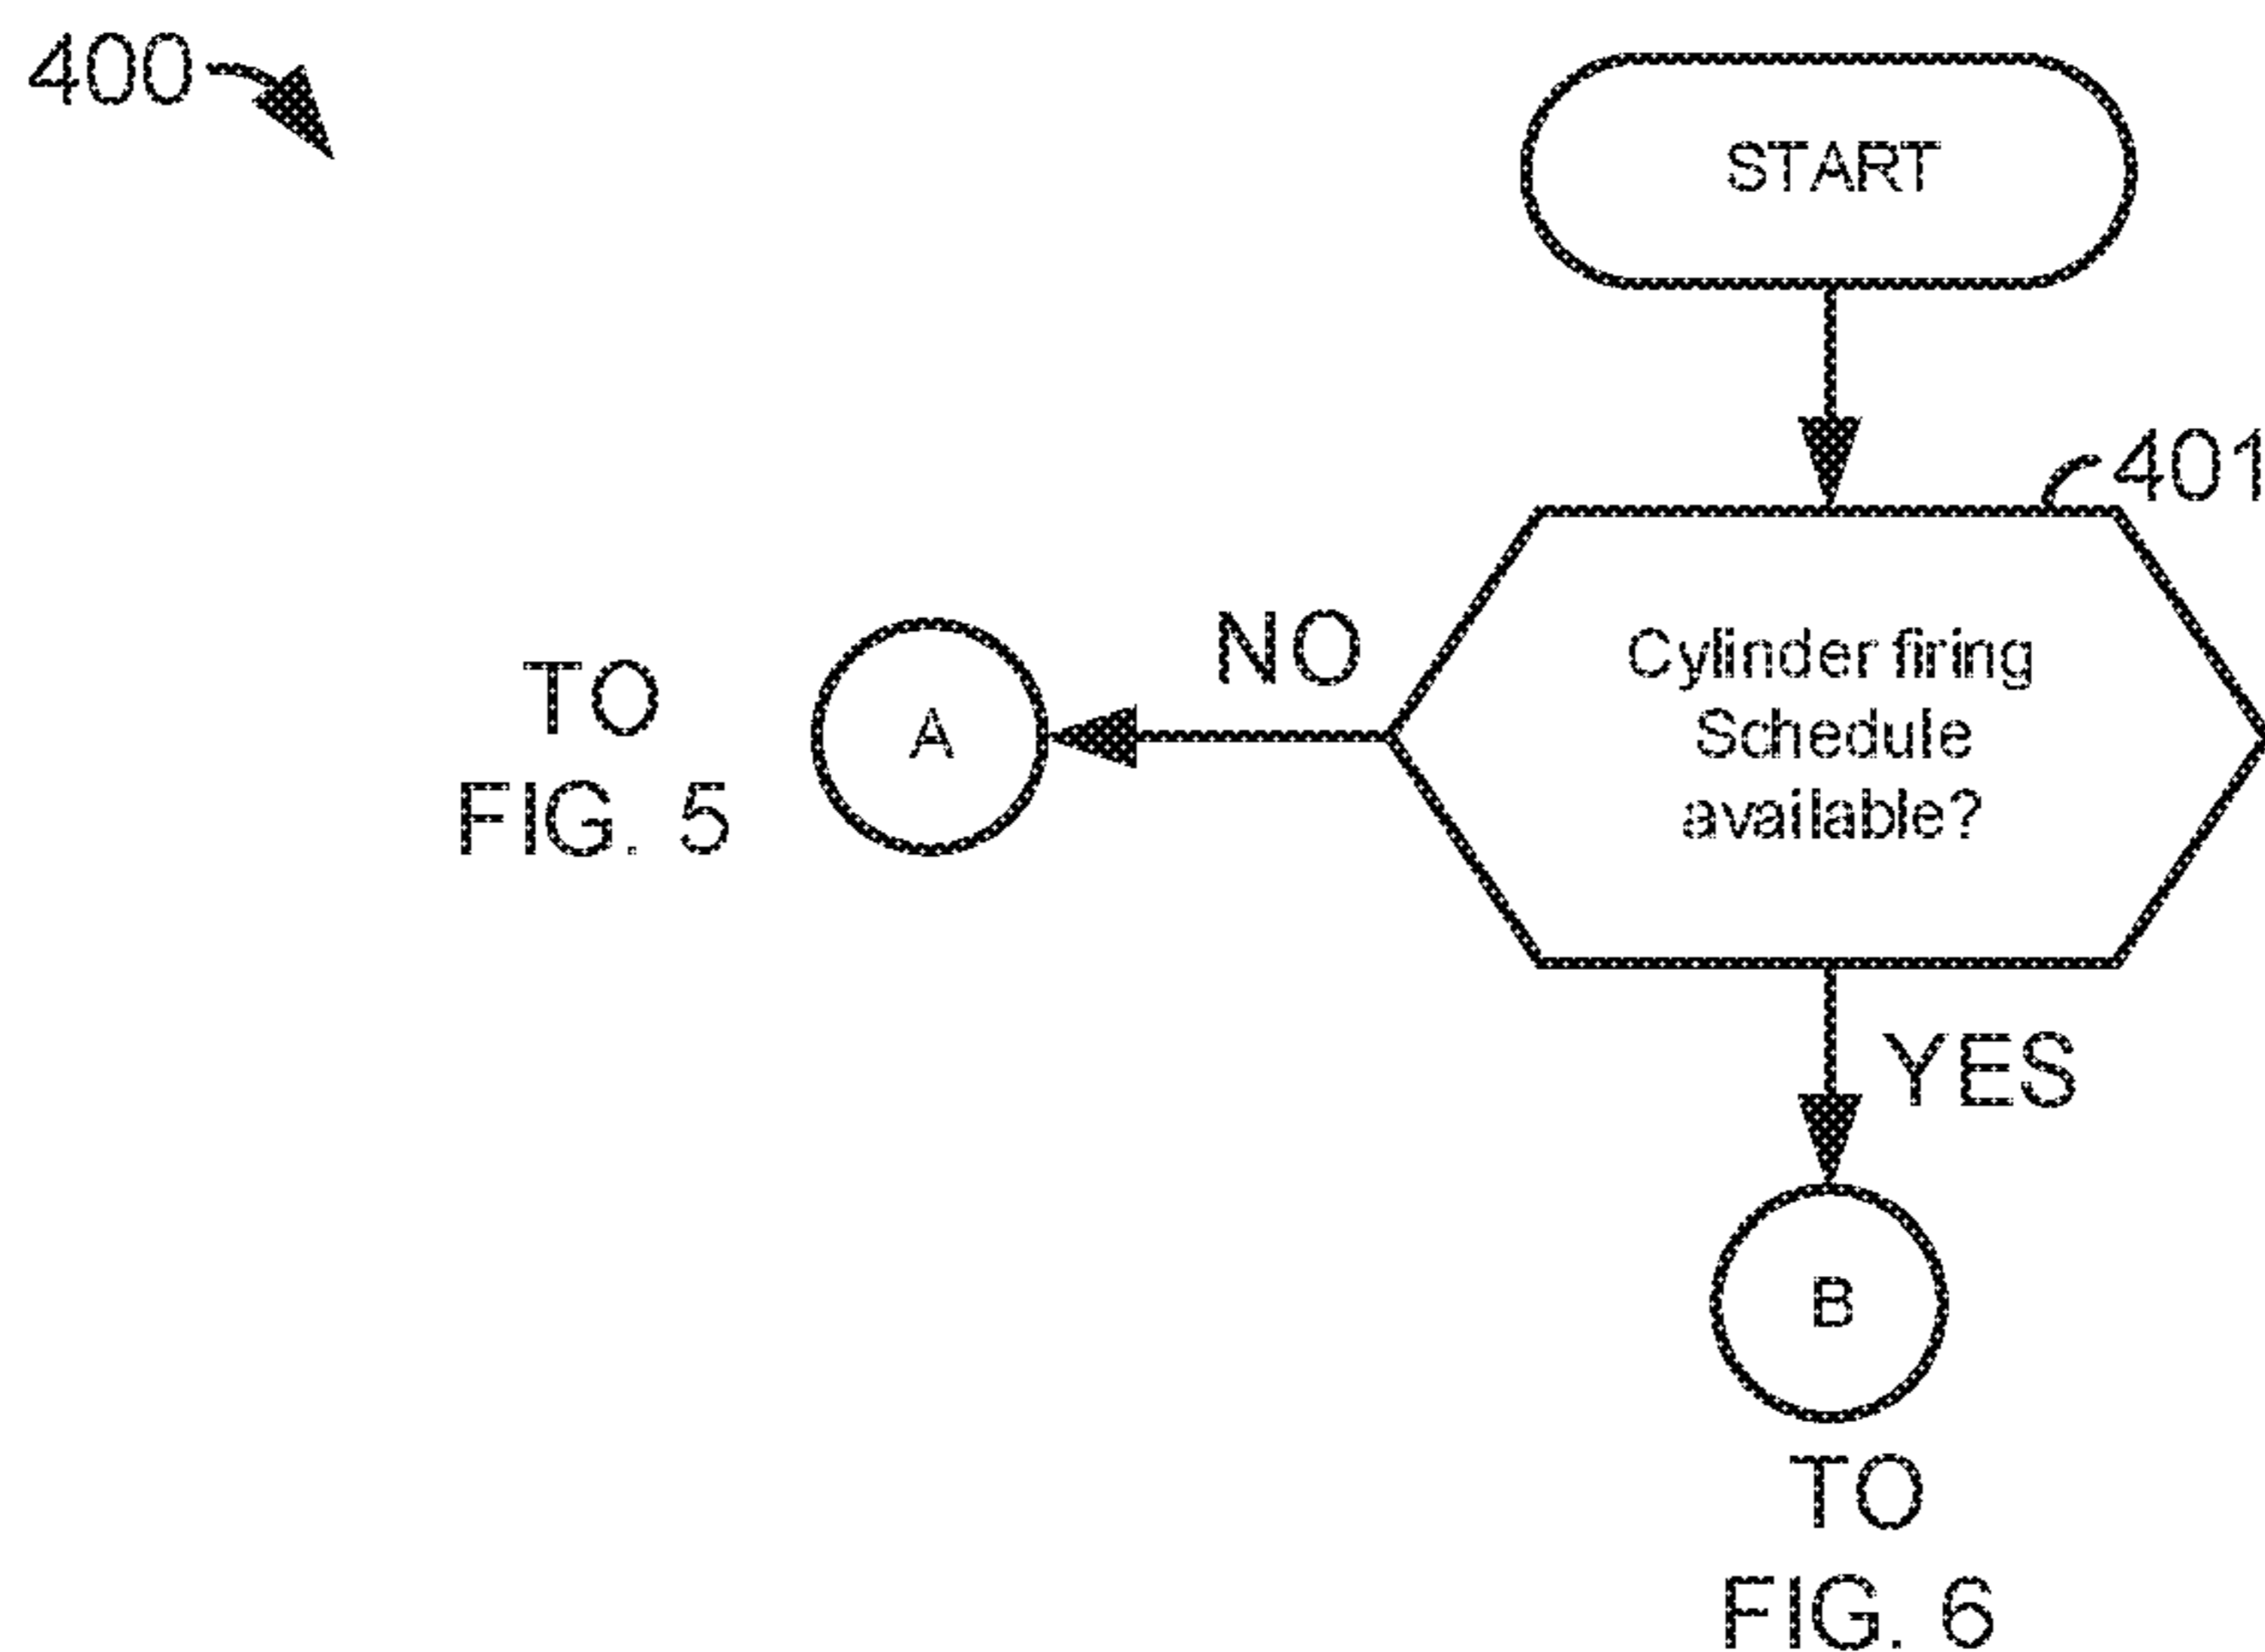 400
START
401
Cylinder firing
Schedule
available?
NO
A
TO
FIG. 5
YES
B
TO
FIG. 6